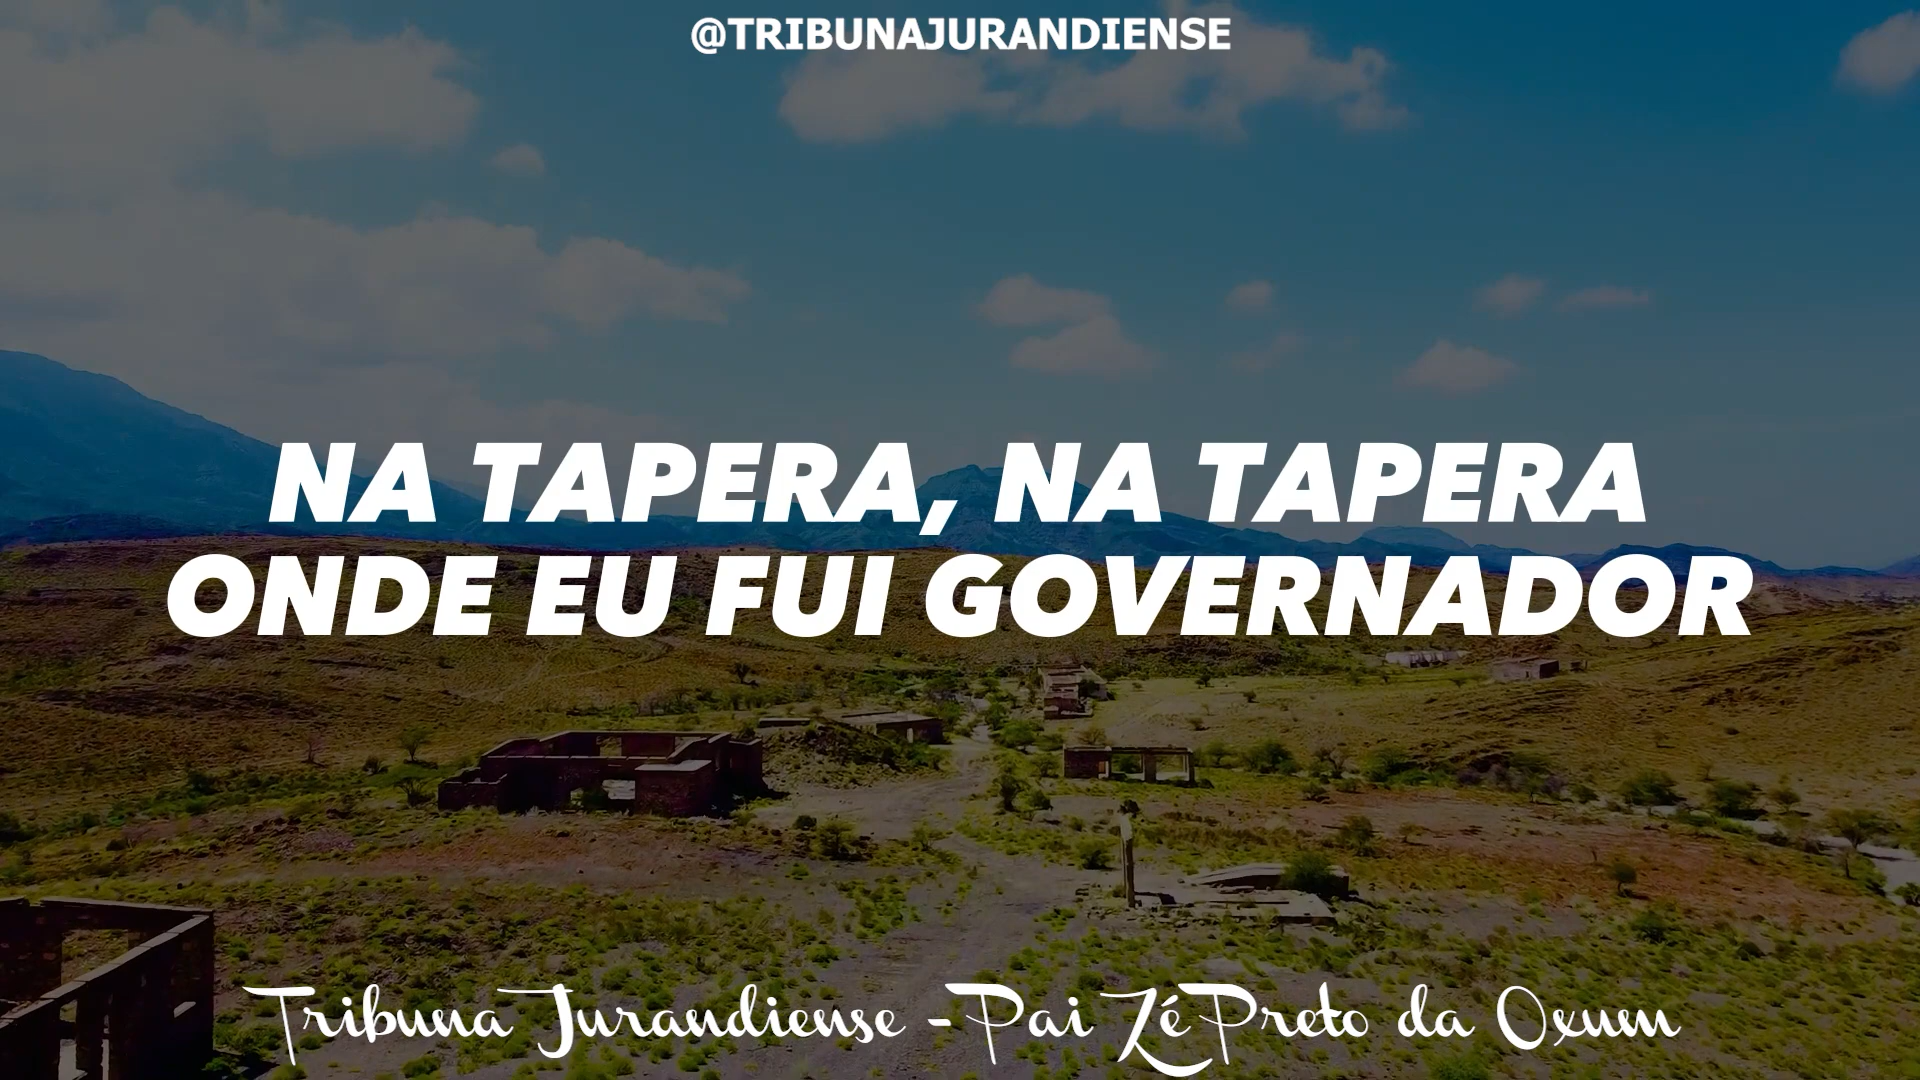 @TRIBUNAJURANDIENSE
NA TAPERA, NA TAPERA
ONDE EU FUI GOVERNADOR
Tribuna Jurandiense - Pai Zé Preto da Oxum